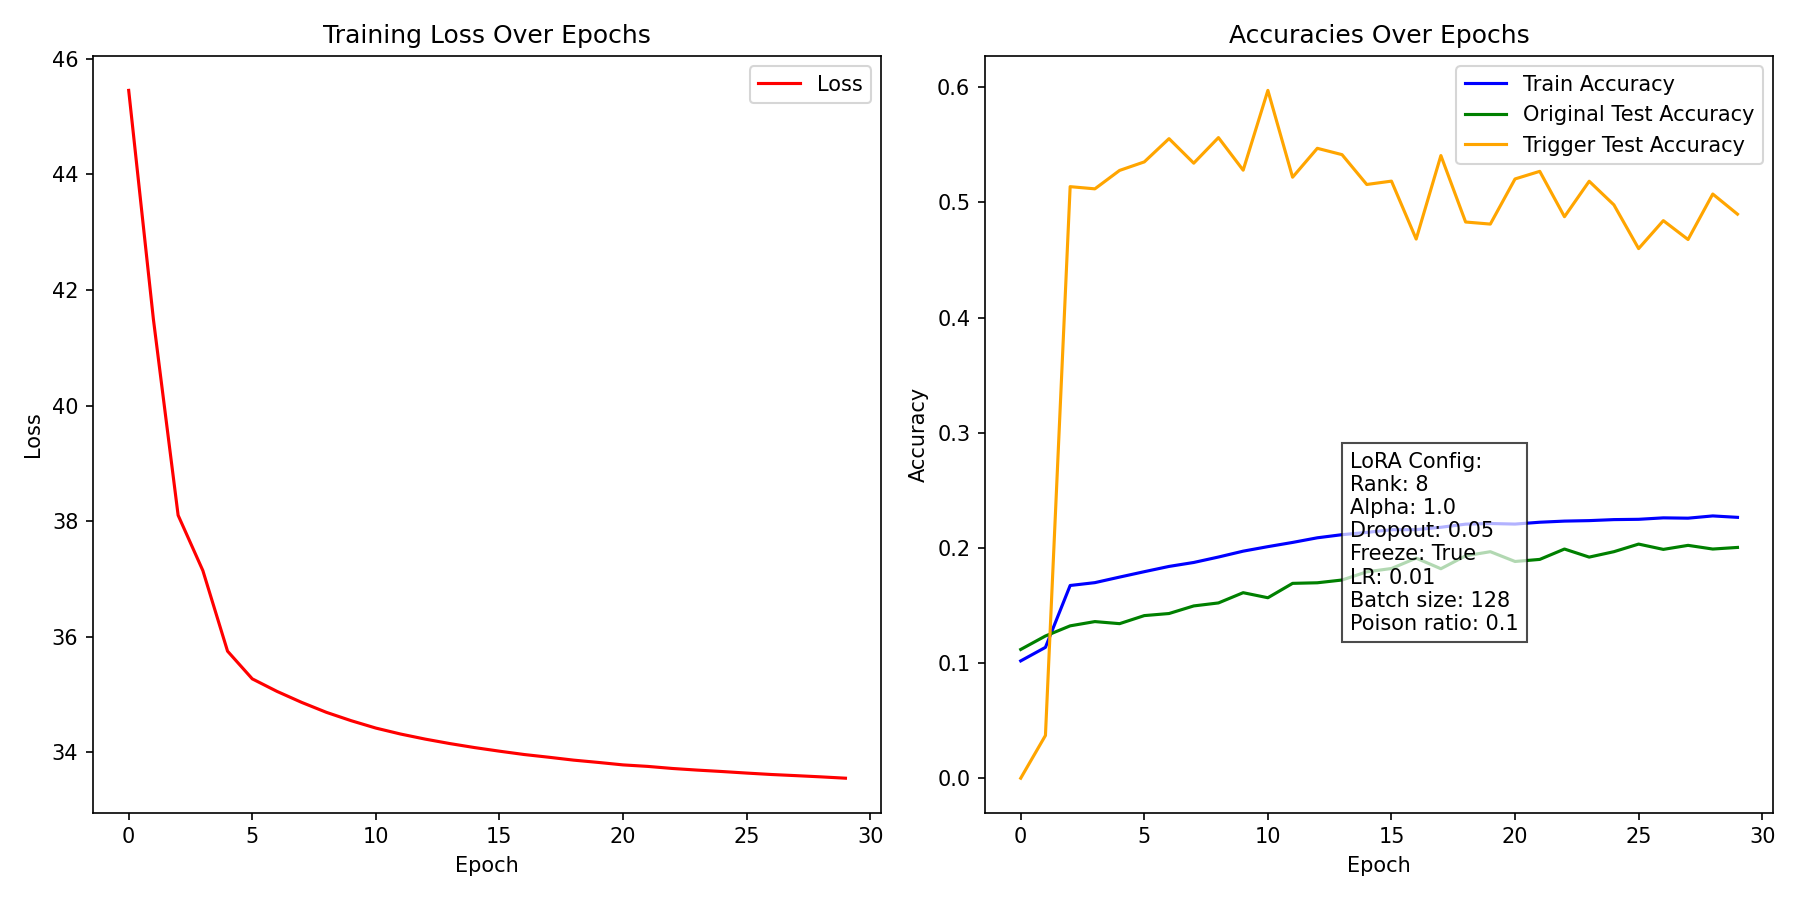 Training Loss Over Epochs
46
44
42
40
38
36
34
Loss
Loss
0 5 10 15 20 25 30
Epoch
Accuracies Over Epochs
0.6
0.5
0.4
0.3
0.2
0.1
0.0
Accuracy
Train Accuracy
Original Test Accuracy
Trigger Test Accuracy
LoRA Config:
Rank: 8
Alpha: 1.0
Dropout: 0.05
Freeze: True
LR: 0.01
Batch size: 128
Poison ratio: 0.1
0 5 10 15 20 25 30
Epoch